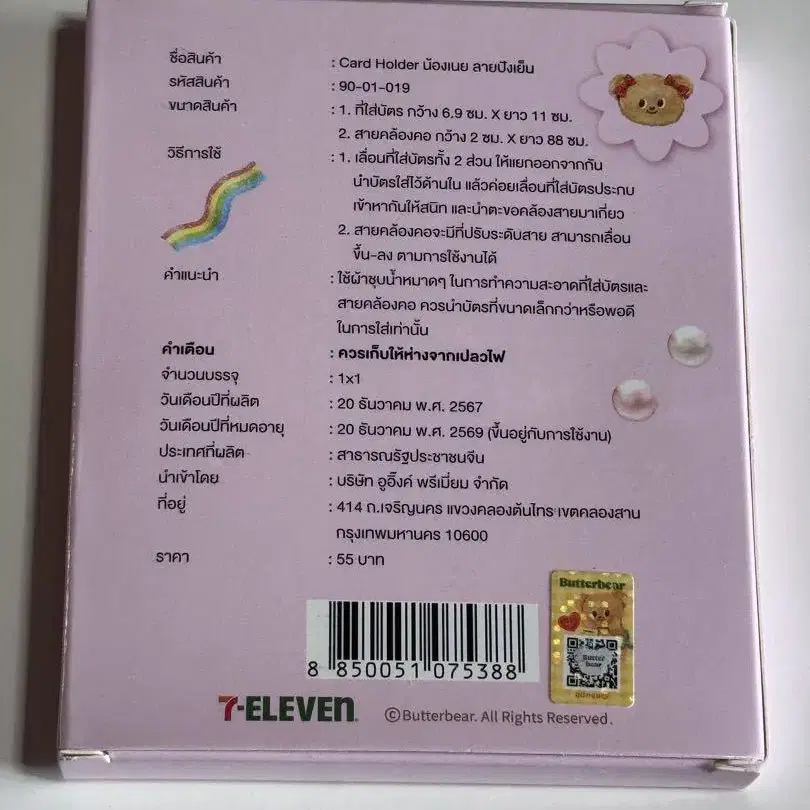 ชื่อสินค้า : Card Holder น้องเนย ลายปังเย็น
รหัสสินค้า : 90-01-019
ขนาดสินค้า : 1. ที่ใส่บัตร กว้าง 6.9 ซม. X ยาว 11 ซม.
2. สายคล้องคอ กว้าง 2 ซม. X ยาว 88 ซม.
วิธีการใช้ : 1. เลื่อนที่ใส่บัตรทั้ง 2 ส่วน ให้แยกออกจากกัน
นำบัตรใส่ไว้ด้านใน แล้วค่อยเลื่อนที่ใส่บัตรประกบ
เข้าหากันให้สนิท และนำตะขอคล้องสายมาเกี่ยว
2. สายคล้องคอจะมีที่ปรับระดับสาย สามารถเลื่อน
ขึ้น-ลง ตามการใช้งานได้
คำแนะนำ : ใช้ผ้าชุบน้ำหมาดๆ ในการทำความสะอาดที่ใส่บัตรและ
สายคล้องคอ ควรนำบัตรที่ขนาดเล็กกว่าหรือพอดี
ในการใส่เท่านั้น
คำเตือน : ควรเก็บให้ห่างจากเปลวไฟ
จำนวนบรรจุ : 1x1
วันเดือนปีที่ผลิต : 20 ธันวาคม พ.ศ. 2567
วันเดือนปีที่หมดอายุ : 20 ธันวาคม พ.ศ. 2569 (ขึ้นอยู่กับการใช้งาน)
ประเทศที่ผลิต : สาธารณรัฐประชาชนจีน
นำเข้าโดย : บริษัท อูอิ๊งค์ พรีเมี่ยม จำกัด
ที่อยู่ : 414 ถ.เจริญนคร แขวงคลองต้นไทร เขตคลองสาน
กรุงเทพมหานคร 10600
ราคา : 55 บาท
Butterbear
Butter
bear
8 850051 075388
7-ELEVEN. ©Butterbear. All Rights Reserved.